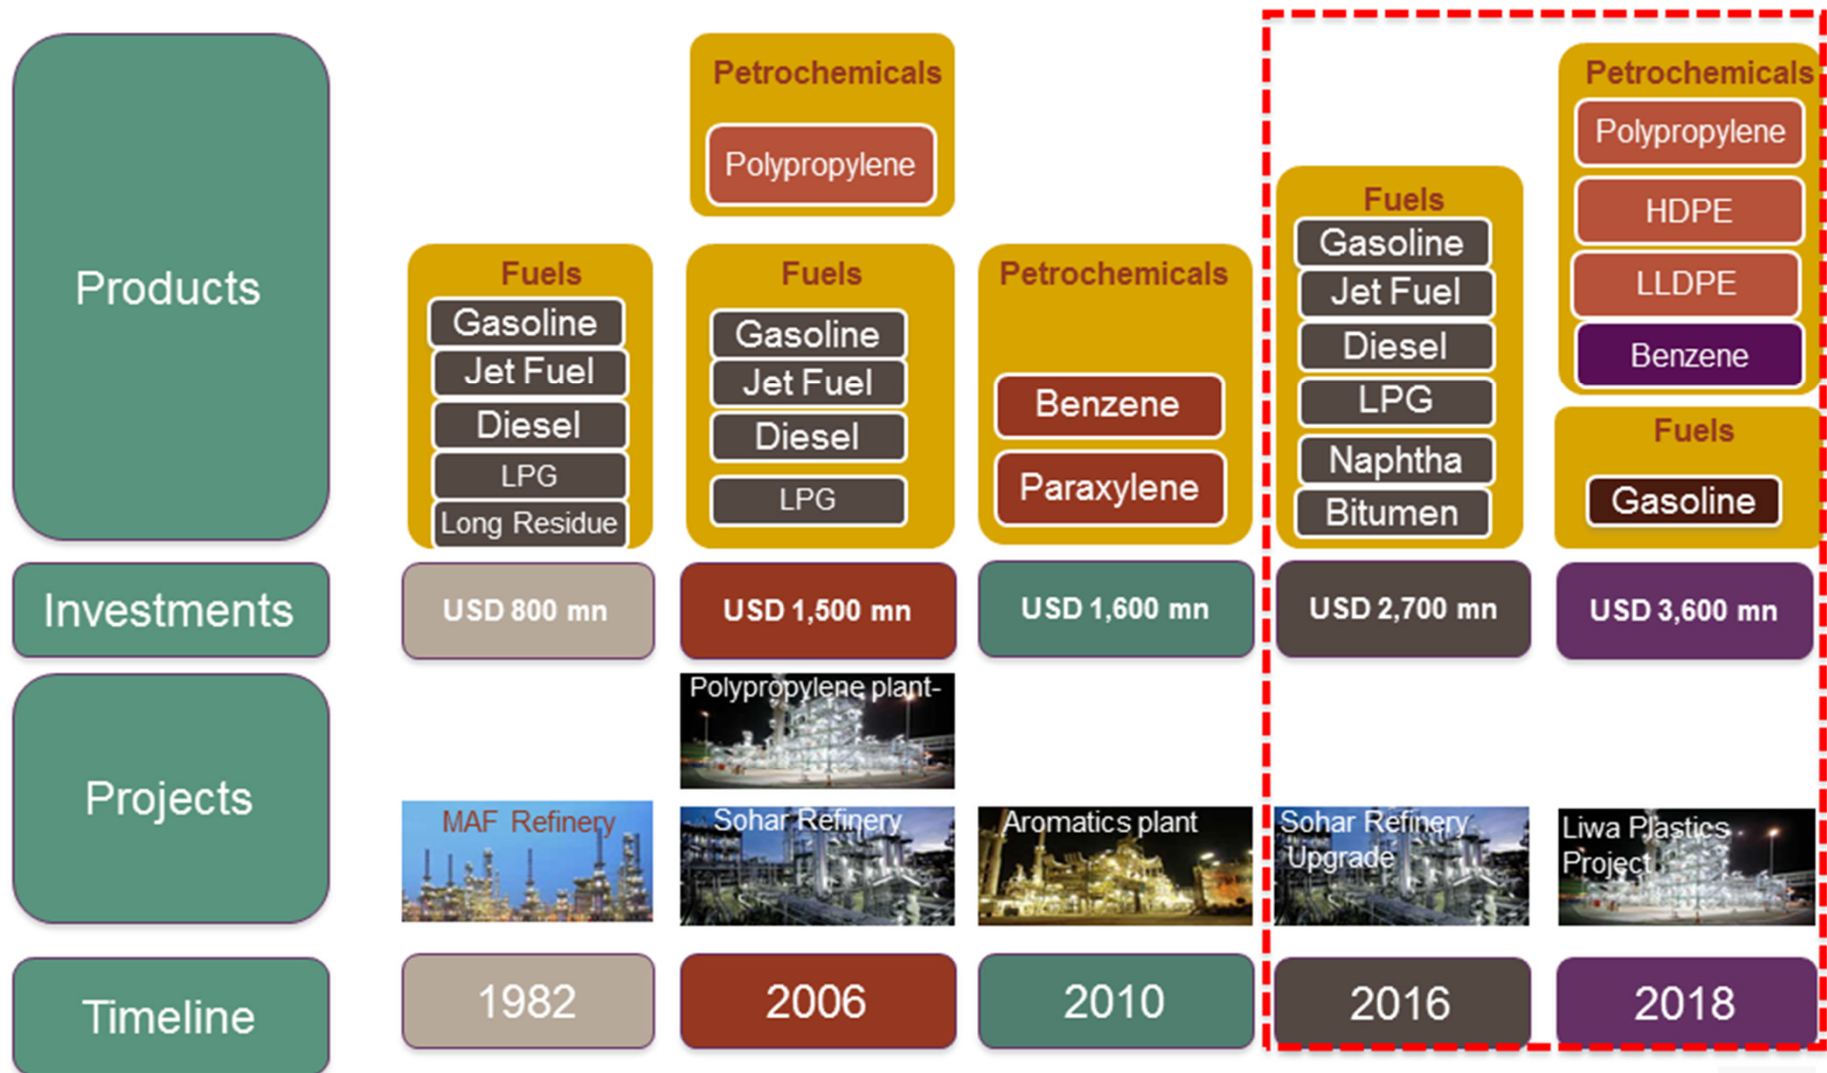 Products
Petrochemicals
Polypropylene
Fuels
Gasoline
Jet Fuel
Diesel
LPG
Long Residue
Fuels
Gasoline
Jet Fuel
Diesel
LPG
Petrochemicals
Benzene
Paraxylene
Fuels
Gasoline
Jet Fuel
Diesel
LPG
Naphtha
Bitumen
Petrochemicals
Polypropylene
HDPE
LLDPE
Benzene
Fuels
Gasoline
Investments
USD 800 mn
USD 1,500 mn
USD 1,600 mn
USD 2,700 mn
USD 3,600 mn
Projects
Polypropylene plant-
MAF Refinery
Sohar Refinery
Aromatics plant
Sohar Refinery
Upgrade
Liwa Plastics
Project
Timeline
1982
2006
2010
2016
2018